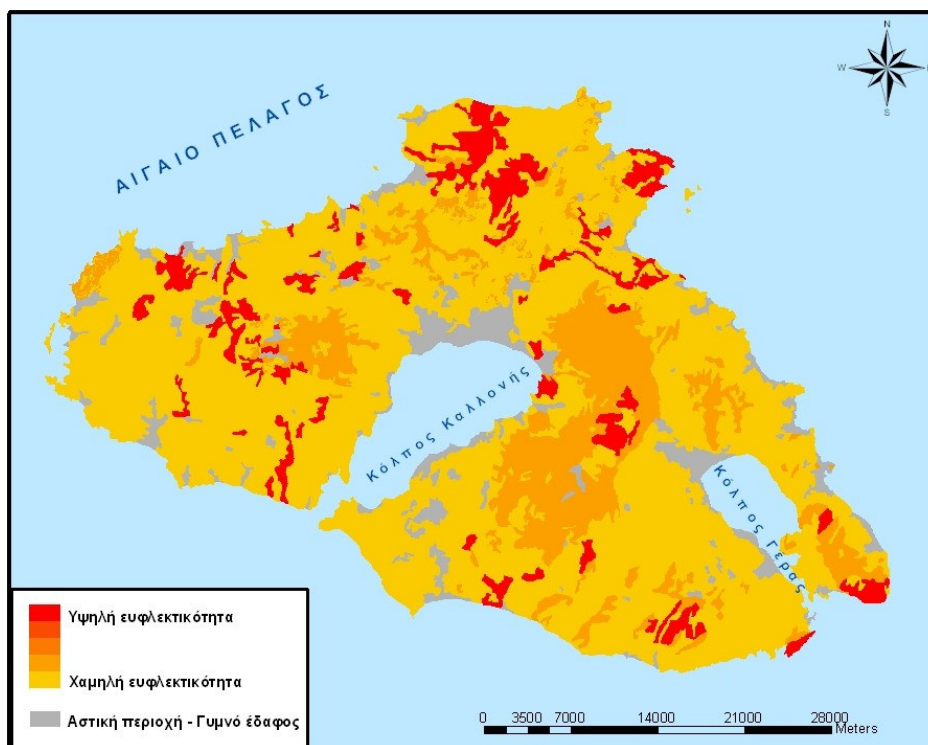 N
W
S
ΑΙΓΑΙΟ ΠΕΛΑΓΟΣ
Κόλπος Καλλονής
Κόλπος Γέρας
Υψηλή ευφλεκτικότητα
Χαμηλή ευφλεκτικότητα
Αστική περιοχή - Γυμνό έδαφος
0 3500 7000 14000 21000 28000
Meters